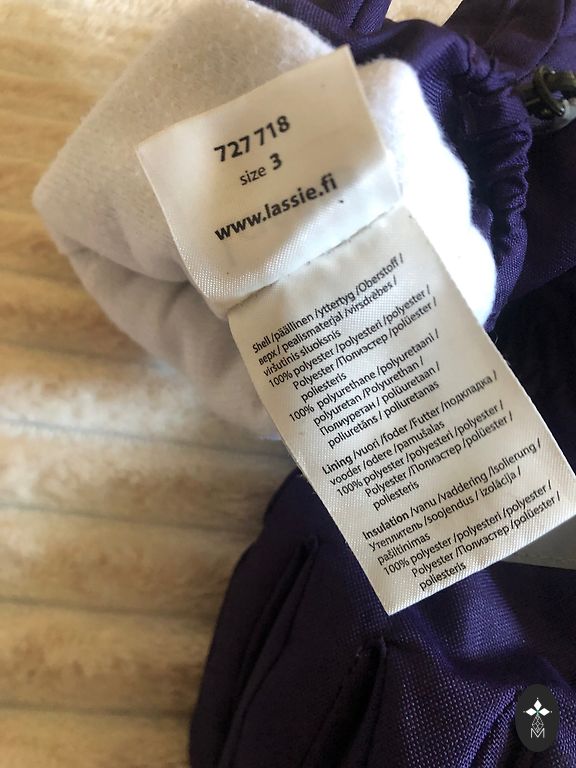 727718
size 3
www.lassie.fi
Shell /päällinen /yttertyg /Oberstoff /
верх / pealismaterjal /virsdrēbes /
viršutinis sluoksnis
100% polyester /polyesteri /polyester /
Polyester /Полиэстер /polüester /
poliesteris
100% polyurethane /polyuretaani /
polyuretan /Polyurethan /
Полиуретан / polüuretaan /
poliuretāns / poliuretanas
Lining /vuori /foder /Futter /подкладка /
vooder /odere /pamušalas
100% polyester /polyesteri /polyester /
Polyester /Полиэстер /polüester /
poliesteris
Insulation /vanu /vaddering /Isolierung /
Утеплитель /soojendus / Izolācija /
pašiltinimas
100% polyester /polyesteri /polyester /
Polyester /Полиэстер /polüester /
poliesteris
M